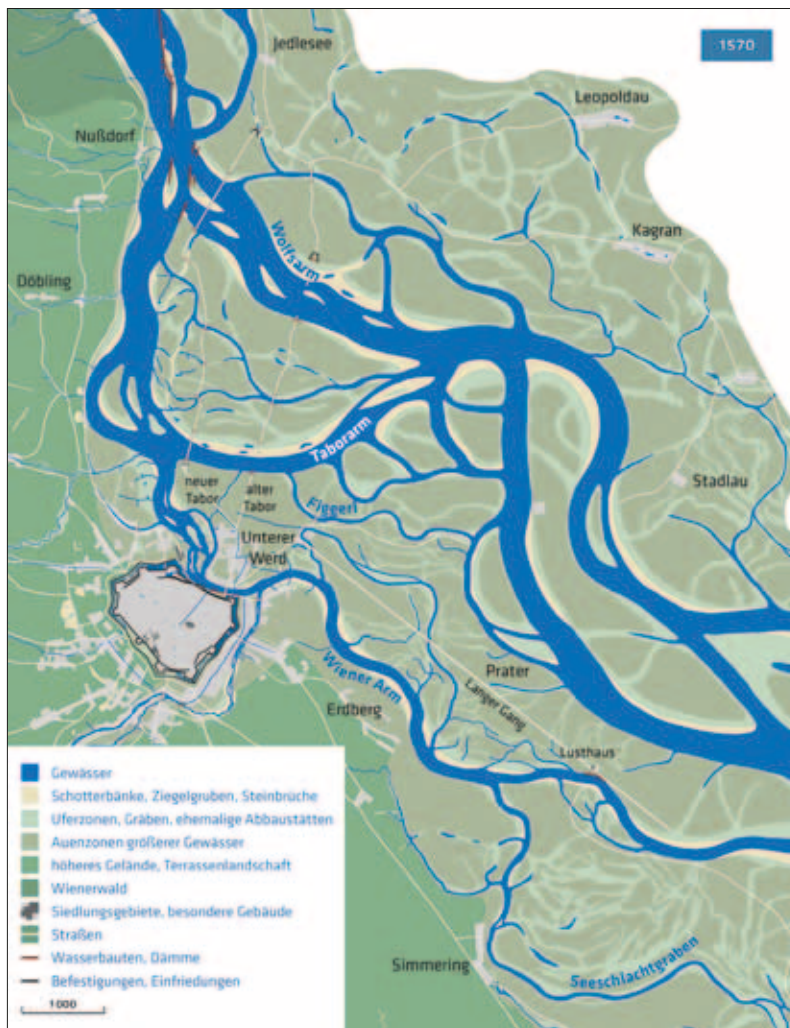 1570
Jedlesee
Leopoldau
Nußdorf
Wolfsarm
Kagran
Döbling
Taborarm
neuer
Tabor
alter
Tabor
Stadlau
Figgerl
Unterer
Werd
Wiener Arm
Prater
Langer Gang
Erdberg
Lusthaus
Gewässer
Schotterbänke, Ziegelgruben, Steinbrüche
Uferzonen, Gräben, ehemalige Abbaustätten
Auenzonen größerer Gewässer
höheres Gelände, Terrassenlandschaft
Wienerwald
Siedlungsgebiete, besondere Gebäude
Straßen
Wasserbauten, Dämme
Befestigungen, Einfriedungen
1000
Simmering
Seeschlachtgraben